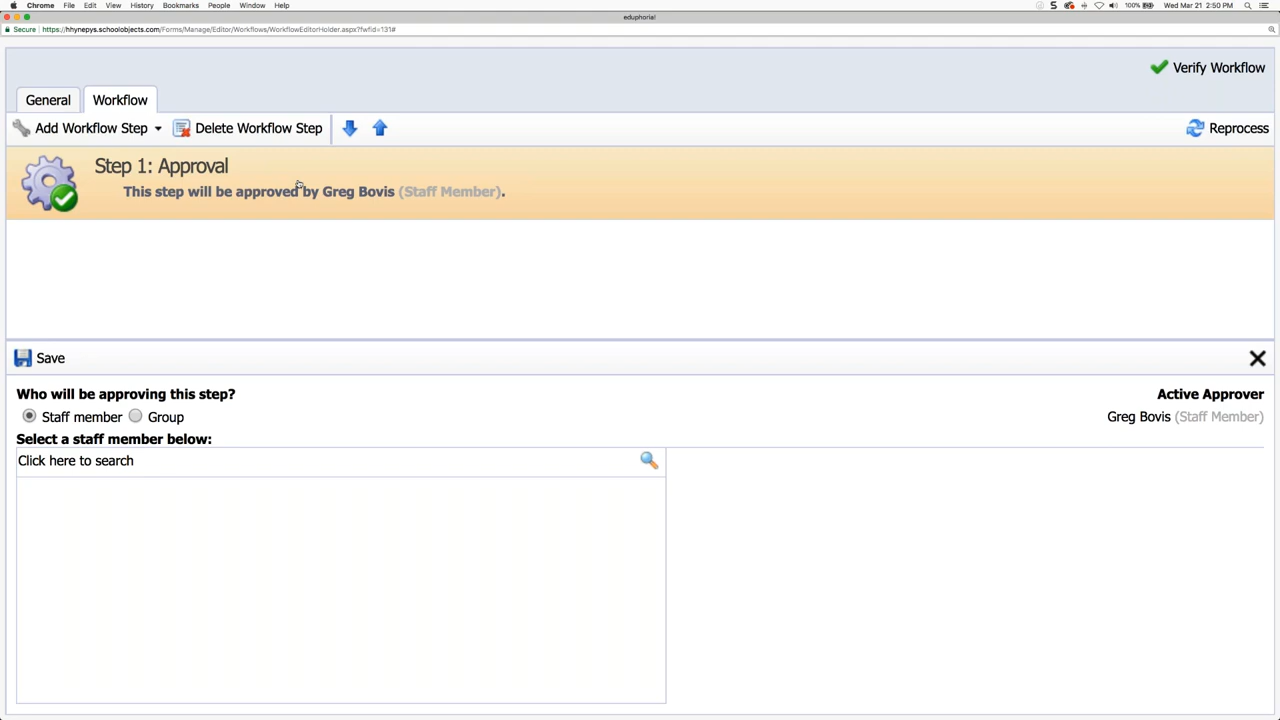 Chrome File Edit View History Bookmarks People Window Help 100% Wed Mar 21 2:50 PM
eduphoria!
Secure https://hhynepys.schoolobjects.com/Forms/Manage/Editor/Workflows/WorkflowEditorHolder.aspx?fwfid=131#
Verify Workflow
General Workflow
Add Workflow Step Delete Workflow Step Reprocess
Step 1: Approval
This step will be approved by Greg Bovis (Staff Member).
Save
Who will be approving this step? Active Approver
Staff member Group Greg Bovis (Staff Member)
Select a staff member below:
Click here to search